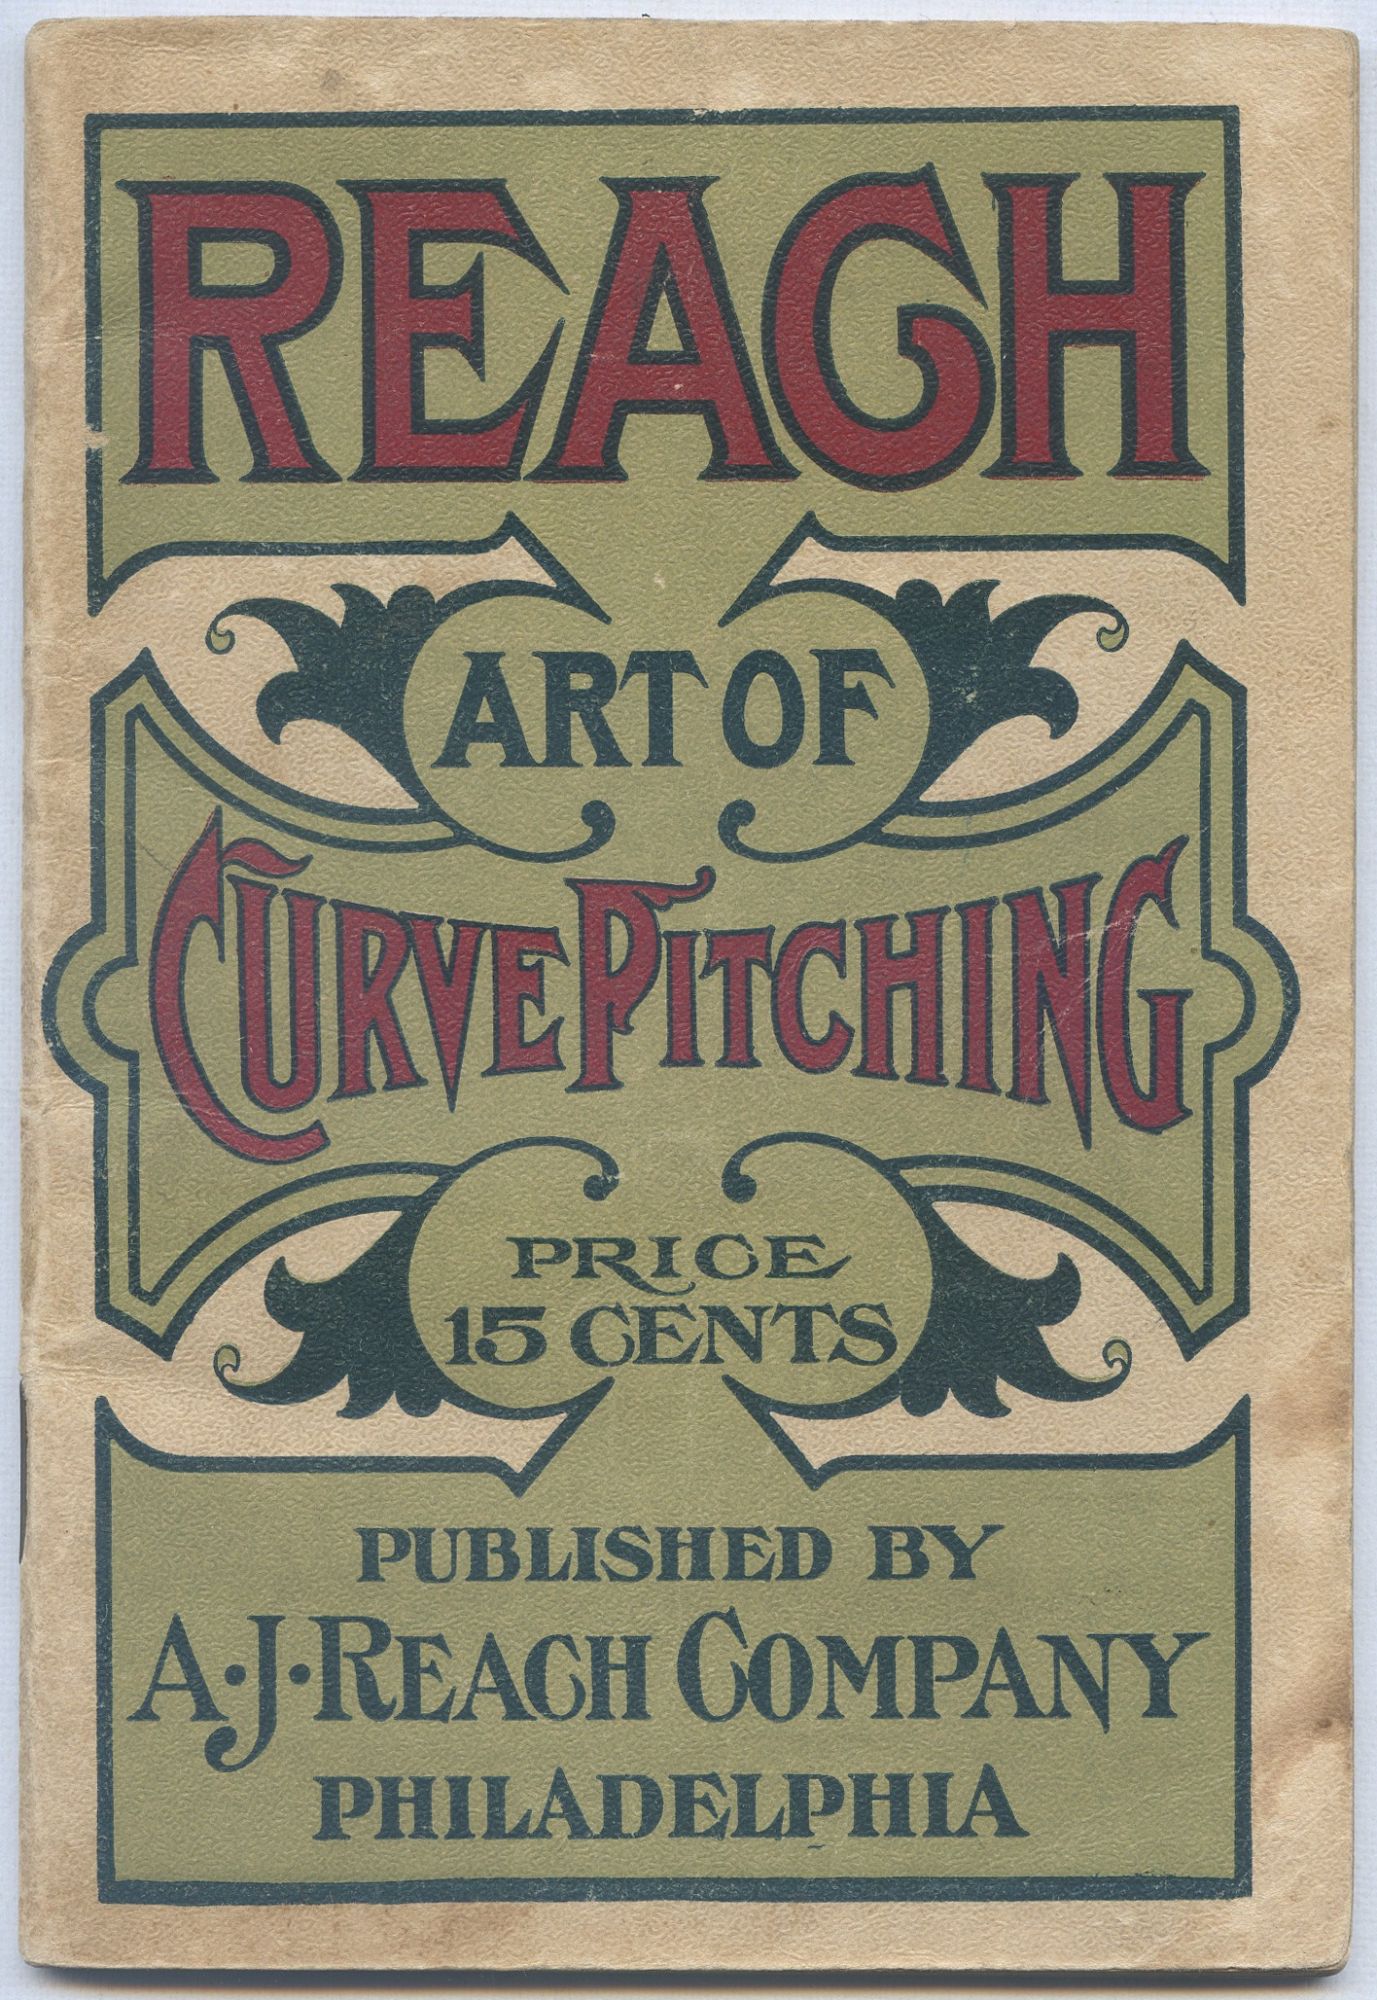 REACH
ART OF
CURVE PITCHING
PRICE
15 CENTS
PUBLISHED BY
A·J·REACH COMPANY
PHILADELPHIA